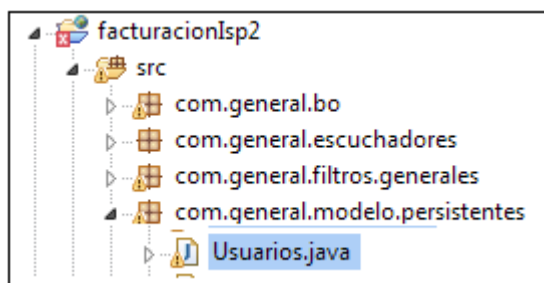 facturacionIsp2
src
com.general.bo
com.general.escuchadores
com.general.filtros.generales
com.general.modelo.persistentes
Usuarios.java